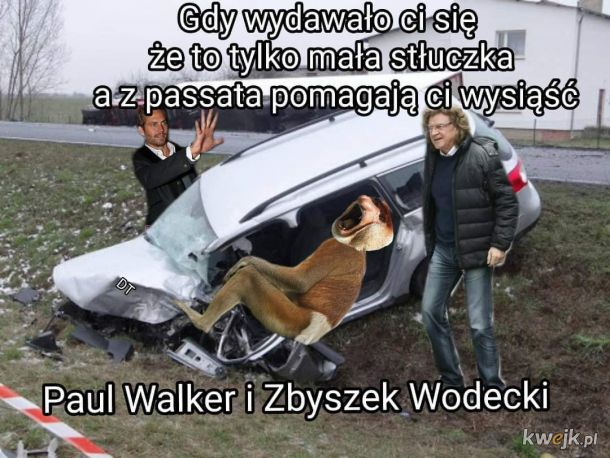 Gdy wydawało ci się
że to tylko mała stłuczka
a z passata pomagają ci wysiąść
DT
Paul Walker i Zbyszek Wodecki
kwejk.pl